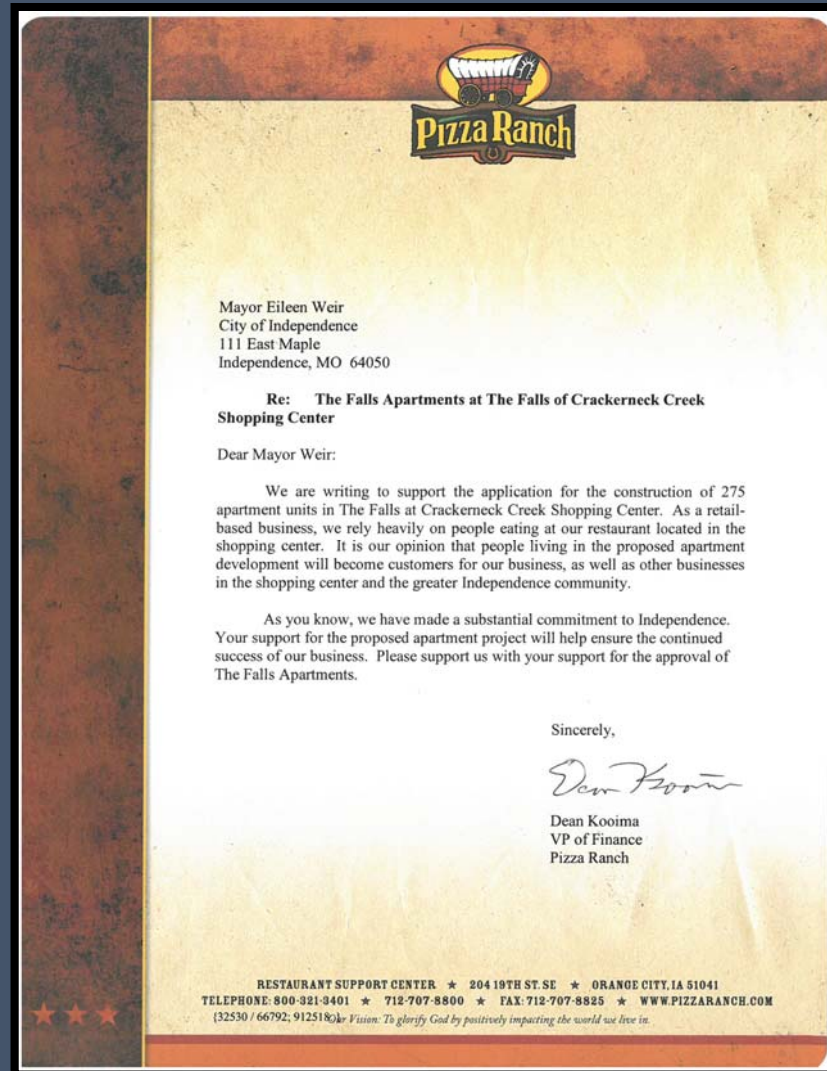 Pizza Ranch
Mayor Eileen Weir
City of Independence
111 East Maple
Independence, MO 64050
Re: The Falls Apartments at The Falls of Crackerneck Creek
Shopping Center
Dear Mayor Weir:
We are writing to support the application for the construction of 275
apartment units in The Falls at Crackerneck Creek Shopping Center. As a retail-
based business, we rely heavily on people eating at our restaurant located in the
shopping center. It is our opinion that people living in the proposed apartment
development will become customers for our business, as well as other businesses
in the shopping center and the greater Independence community.
As you know, we have made a substantial commitment to Independence.
Your support for the proposed apartment project will help ensure the continued
success of our business. Please support us with your support for the approval of
The Falls Apartments.
Sincerely,
Dean Kooima
Dean Kooima
VP of Finance
Pizza Ranch
RESTAURANT SUPPORT CENTER ★ 204 19TH ST. SE ★ ORANGE CITY, IA 51041
TELEPHONE: 800-321-3401 ★ 712-707-8800 ★ FAX: 712-707-8825 ★ WWW.PIZZARANCH.COM
{32530 / 66792; 912518. Our Vision: To glorify God by positively impacting the world we live in.